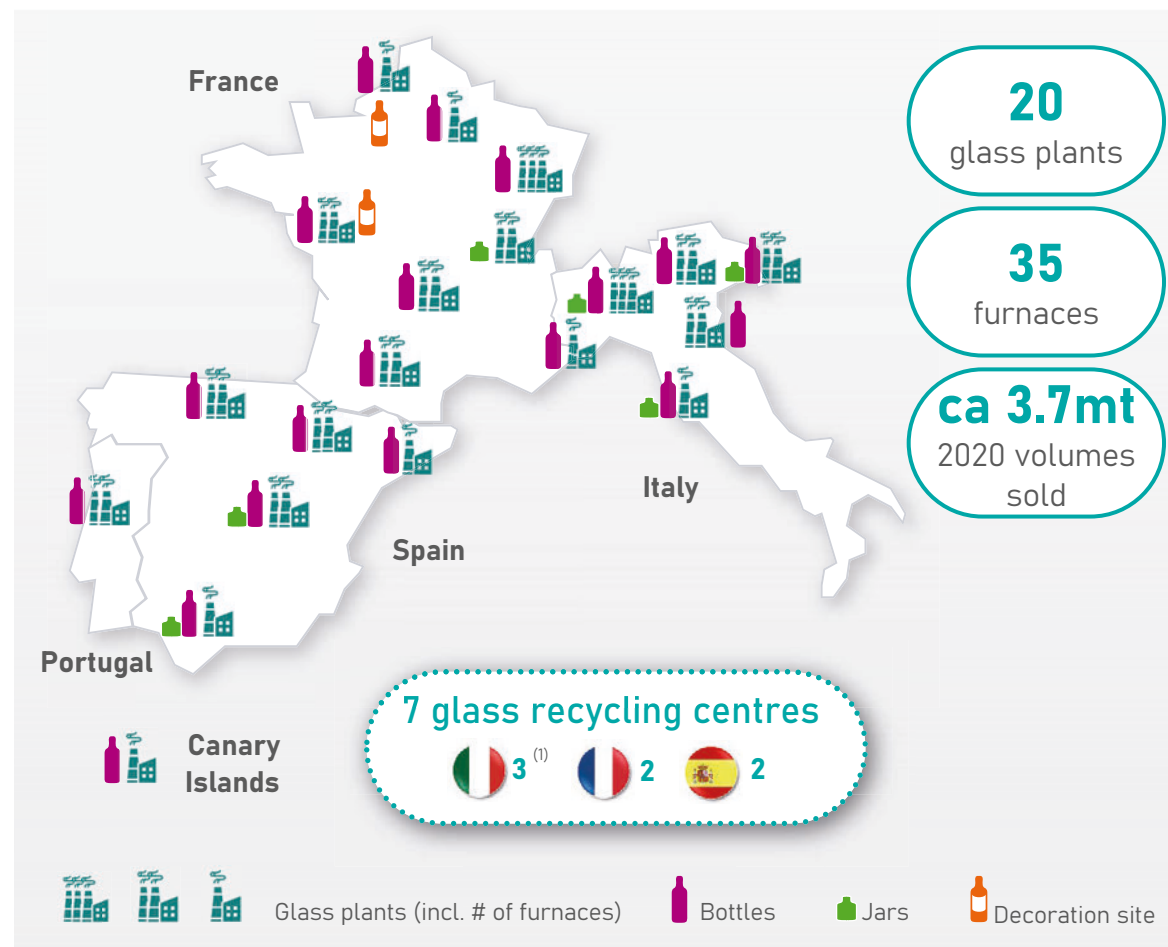 France
20
glass plants
35
furnaces
ca 3.7mt
2020 volumes
sold
Italy
Spain
Portugal
Canary
Islands
7 glass recycling centres
3 (1) 2 2
Glass plants (incl. # of furnaces) Bottles Jars Decoration site